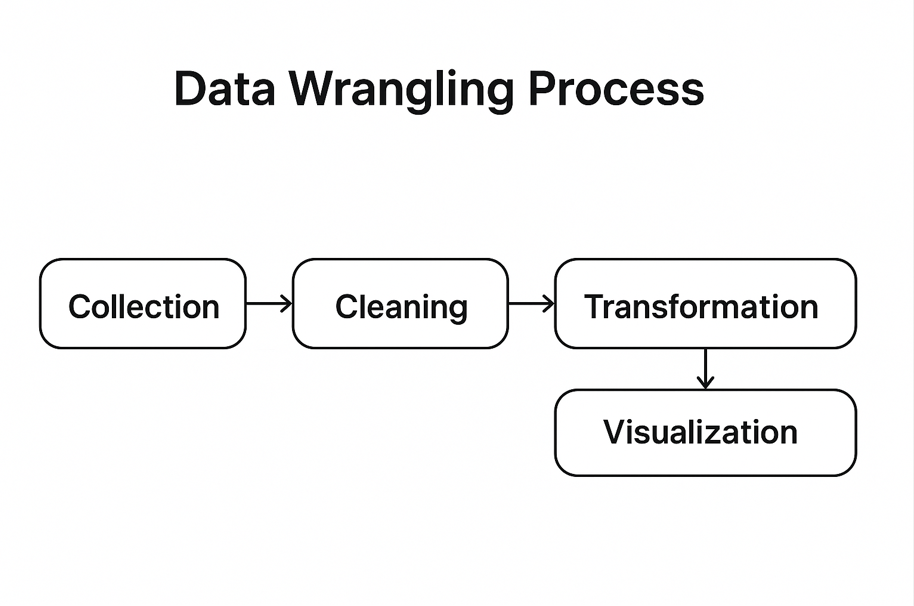 Data Wrangling Process
Collection
Cleaning
Transformation
Visualization